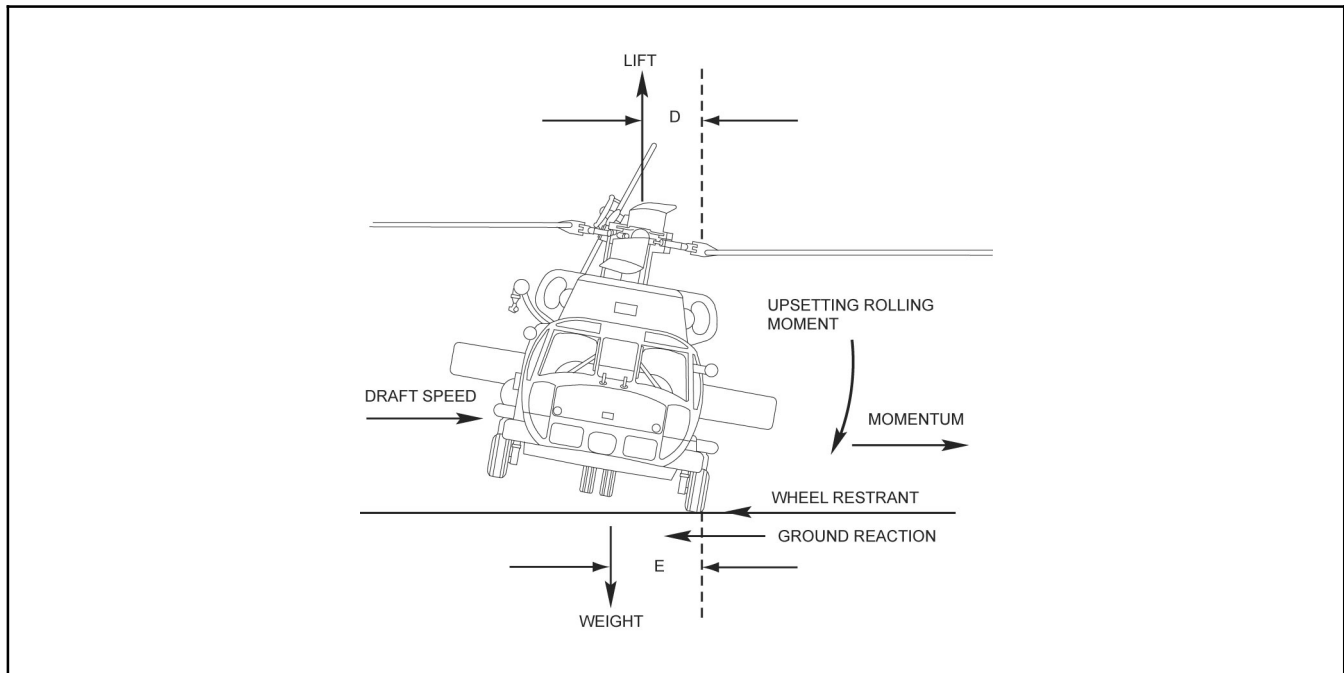 LIFT
D
UPSETTING ROLLING
MOMENT
DRAFT SPEED
MOMENTUM
WHEEL RESTRANT
GROUND REACTION
E
WEIGHT